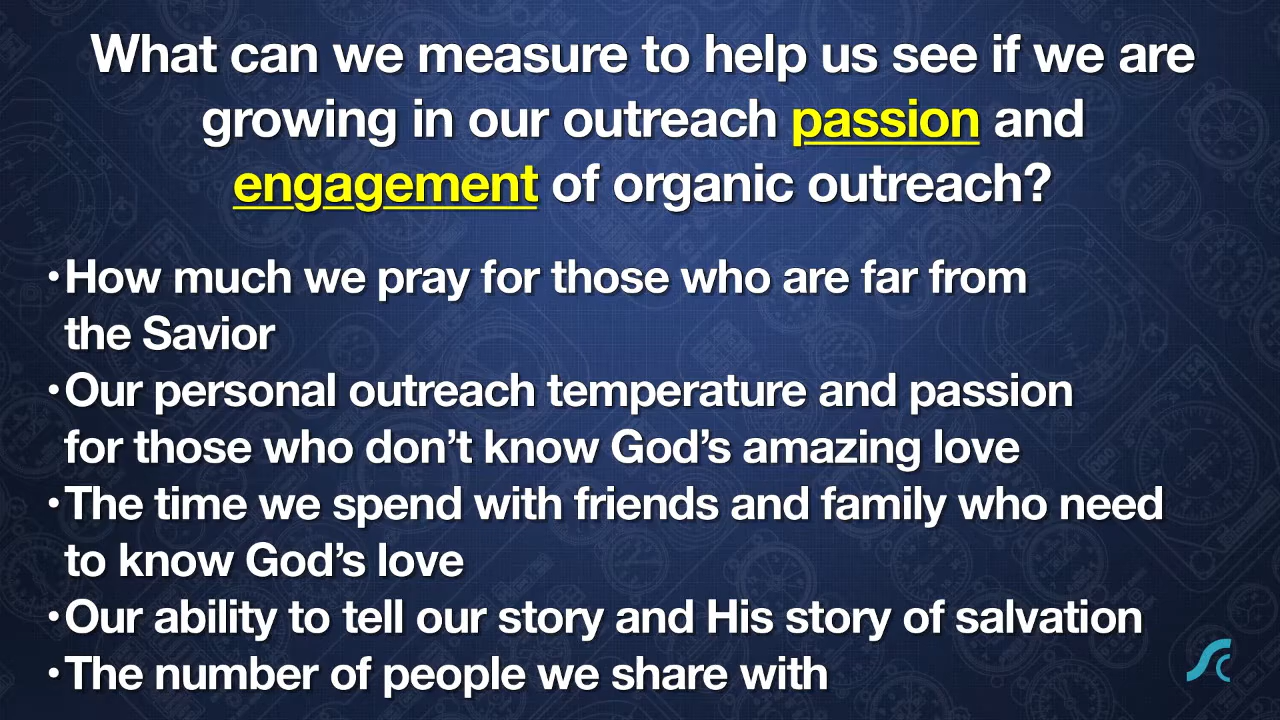 What can we measure to help us see if we are
growing in our outreach passion and
engagement of organic outreach?
•How much we pray for those who are far from
the Savior
•Our personal outreach temperature and passion
for those who don’t know God’s amazing love
•The time we spend with friends and family who need
to know God’s love
•Our ability to tell our story and His story of salvation
•The number of people we share with